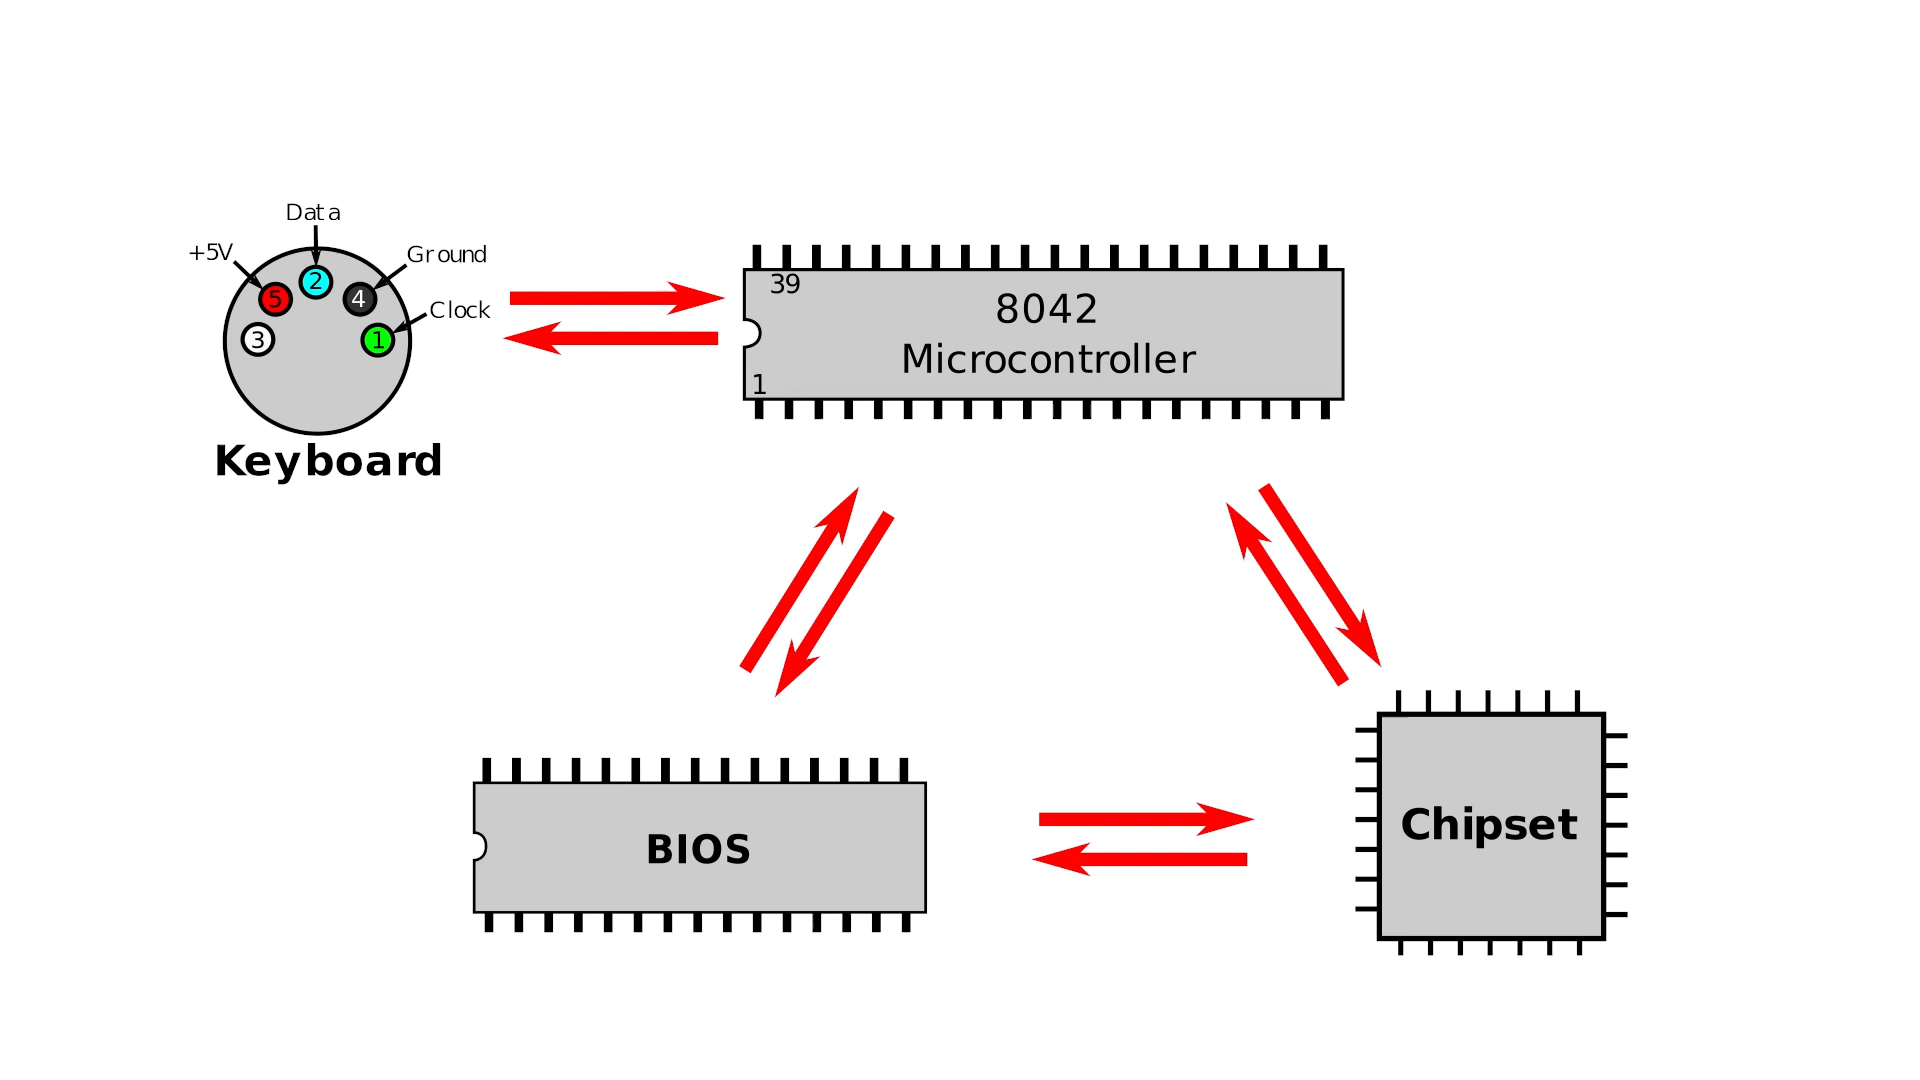 Data
+5V
Ground
5
2
4
Clock
3
1
Keyboard
39
8042
Microcontroller
1
BIOS
Chipset